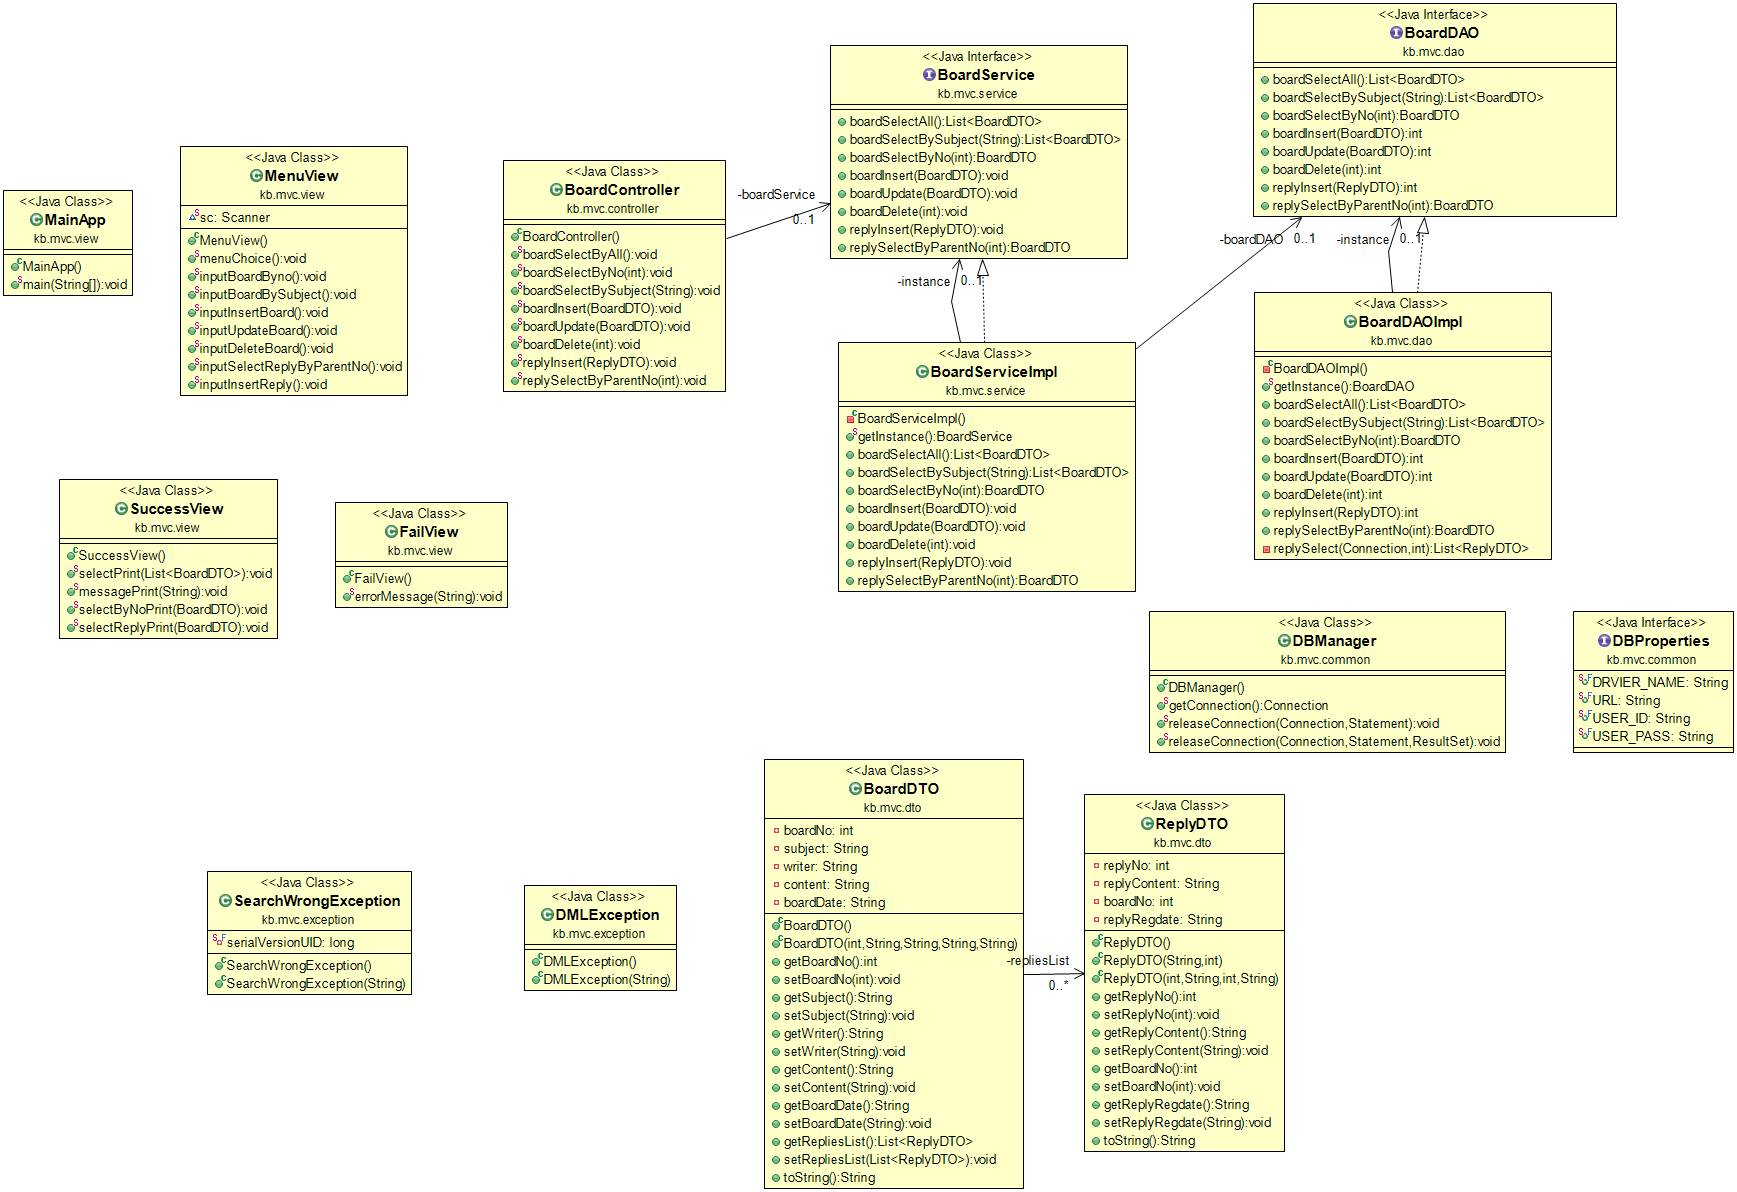 <<Java Class>>
MainApp
kb.mvc.view
MainApp()
main(String[]):void
<<Java Class>>
MenuView
kb.mvc.view
sc: Scanner
MenuView()
menuChoice():void
inputBoardByno():void
inputBoardBySubject():void
inputInsertBoard():void
inputUpdateBoard():void
inputDeleteBoard():void
inputSelectReplyByParentNo():void
inputInsertReply():void
<<Java Class>>
BoardController
kb.mvc.controller
BoardController()
boardSelectByAll():void
boardSelectByNo(int):void
boardSelectBySubject(String):void
boardInsert(BoardDTO):void
boardUpdate(BoardDTO):void
boardDelete(int):void
replyInsert(ReplyDTO):void
replySelectByParentNo(int):void
-boardService
0..1
<<Java Interface>>
BoardService
kb.mvc.service
boardSelectAll():List<BoardDTO>
boardSelectBySubject(String):List<BoardDTO>
boardSelectByNo(int):BoardDTO
boardInsert(BoardDTO):void
boardUpdate(BoardDTO):void
boardDelete(int):void
replyInsert(ReplyDTO):void
replySelectByParentNo(int):BoardDTO
-instance
0..1
<<Java Interface>>
BoardDAO
kb.mvc.dao
boardSelectAll():List<BoardDTO>
boardSelectBySubject(String):List<BoardDTO>
boardSelectByNo(int):BoardDTO
boardInsert(BoardDTO):int
boardUpdate(BoardDTO):int
boardDelete(int):int
replyInsert(ReplyDTO):int
replySelectByParentNo(int):BoardDTO
-boardDAO
0..1
-instance
0..1
<<Java Class>>
BoardServiceImpl
kb.mvc.service
BoardServiceImpl()
getInstance():BoardService
boardSelectAll():List<BoardDTO>
boardSelectBySubject(String):List<BoardDTO>
boardSelectByNo(int):BoardDTO
boardInsert(BoardDTO):void
boardUpdate(BoardDTO):void
boardDelete(int):void
replyInsert(ReplyDTO):void
replySelectByParentNo(int):BoardDTO
<<Java Class>>
BoardDAOImpl
kb.mvc.dao
BoardDAOImpl()
getInstance():BoardDAO
boardSelectAll():List<BoardDTO>
boardSelectBySubject(String):List<BoardDTO>
boardSelectByNo(int):BoardDTO
boardInsert(BoardDTO):int
boardUpdate(BoardDTO):int
boardDelete(int):int
replyInsert(ReplyDTO):int
replySelectByParentNo(int):BoardDTO
replySelect(Connection,int):List<ReplyDTO>
<<Java Class>>
SuccessView
kb.mvc.view
SuccessView()
selectPrint(List<BoardDTO>):void
messagePrint(String):void
selectByNoPrint(BoardDTO):void
selectReplyPrint(BoardDTO):void
<<Java Class>>
FailView
kb.mvc.view
FailView()
errorMessage(String):void
<<Java Class>>
DBManager
kb.mvc.common
DBManager()
getConnection():Connection
releaseConnection(Connection,Statement):void
releaseConnection(Connection,Statement,ResultSet):void
<<Java Interface>>
DBProperties
kb.mvc.common
DRVIER_NAME: String
URL: String
USER_ID: String
USER_PASS: String
<<Java Class>>
SearchWrongException
kb.mvc.exception
serialVersionUID: long
SearchWrongException()
SearchWrongException(String)
<<Java Class>>
DMLException
kb.mvc.exception
DMLException()
DMLException(String)
<<Java Class>>
BoardDTO
kb.mvc.dto
boardNo: int
subject: String
writer: String
content: String
boardDate: String
BoardDTO()
BoardDTO(int,String,String,String,String)
getBoardNo():int
setBoardNo(int):void
getSubject():String
setSubject(String):void
getWriter():String
setWriter(String):void
getContent():String
setContent(String):void
getBoardDate():String
setBoardDate(String):void
getRepliesList():List<ReplyDTO>
setRepliesList(List<ReplyDTO>):void
toString():String
-repliesList
0..*
<<Java Class>>
ReplyDTO
kb.mvc.dto
replyNo: int
replyContent: String
boardNo: int
replyRegdate: String
ReplyDTO()
ReplyDTO(String,int)
ReplyDTO(int,String,int,String)
getReplyNo():int
setReplyNo(int):void
getReplyContent():String
setReplyContent(String):void
getBoardNo():int
setBoardNo(int):void
getReplyRegdate():String
setReplyRegdate(String):void
toString():String